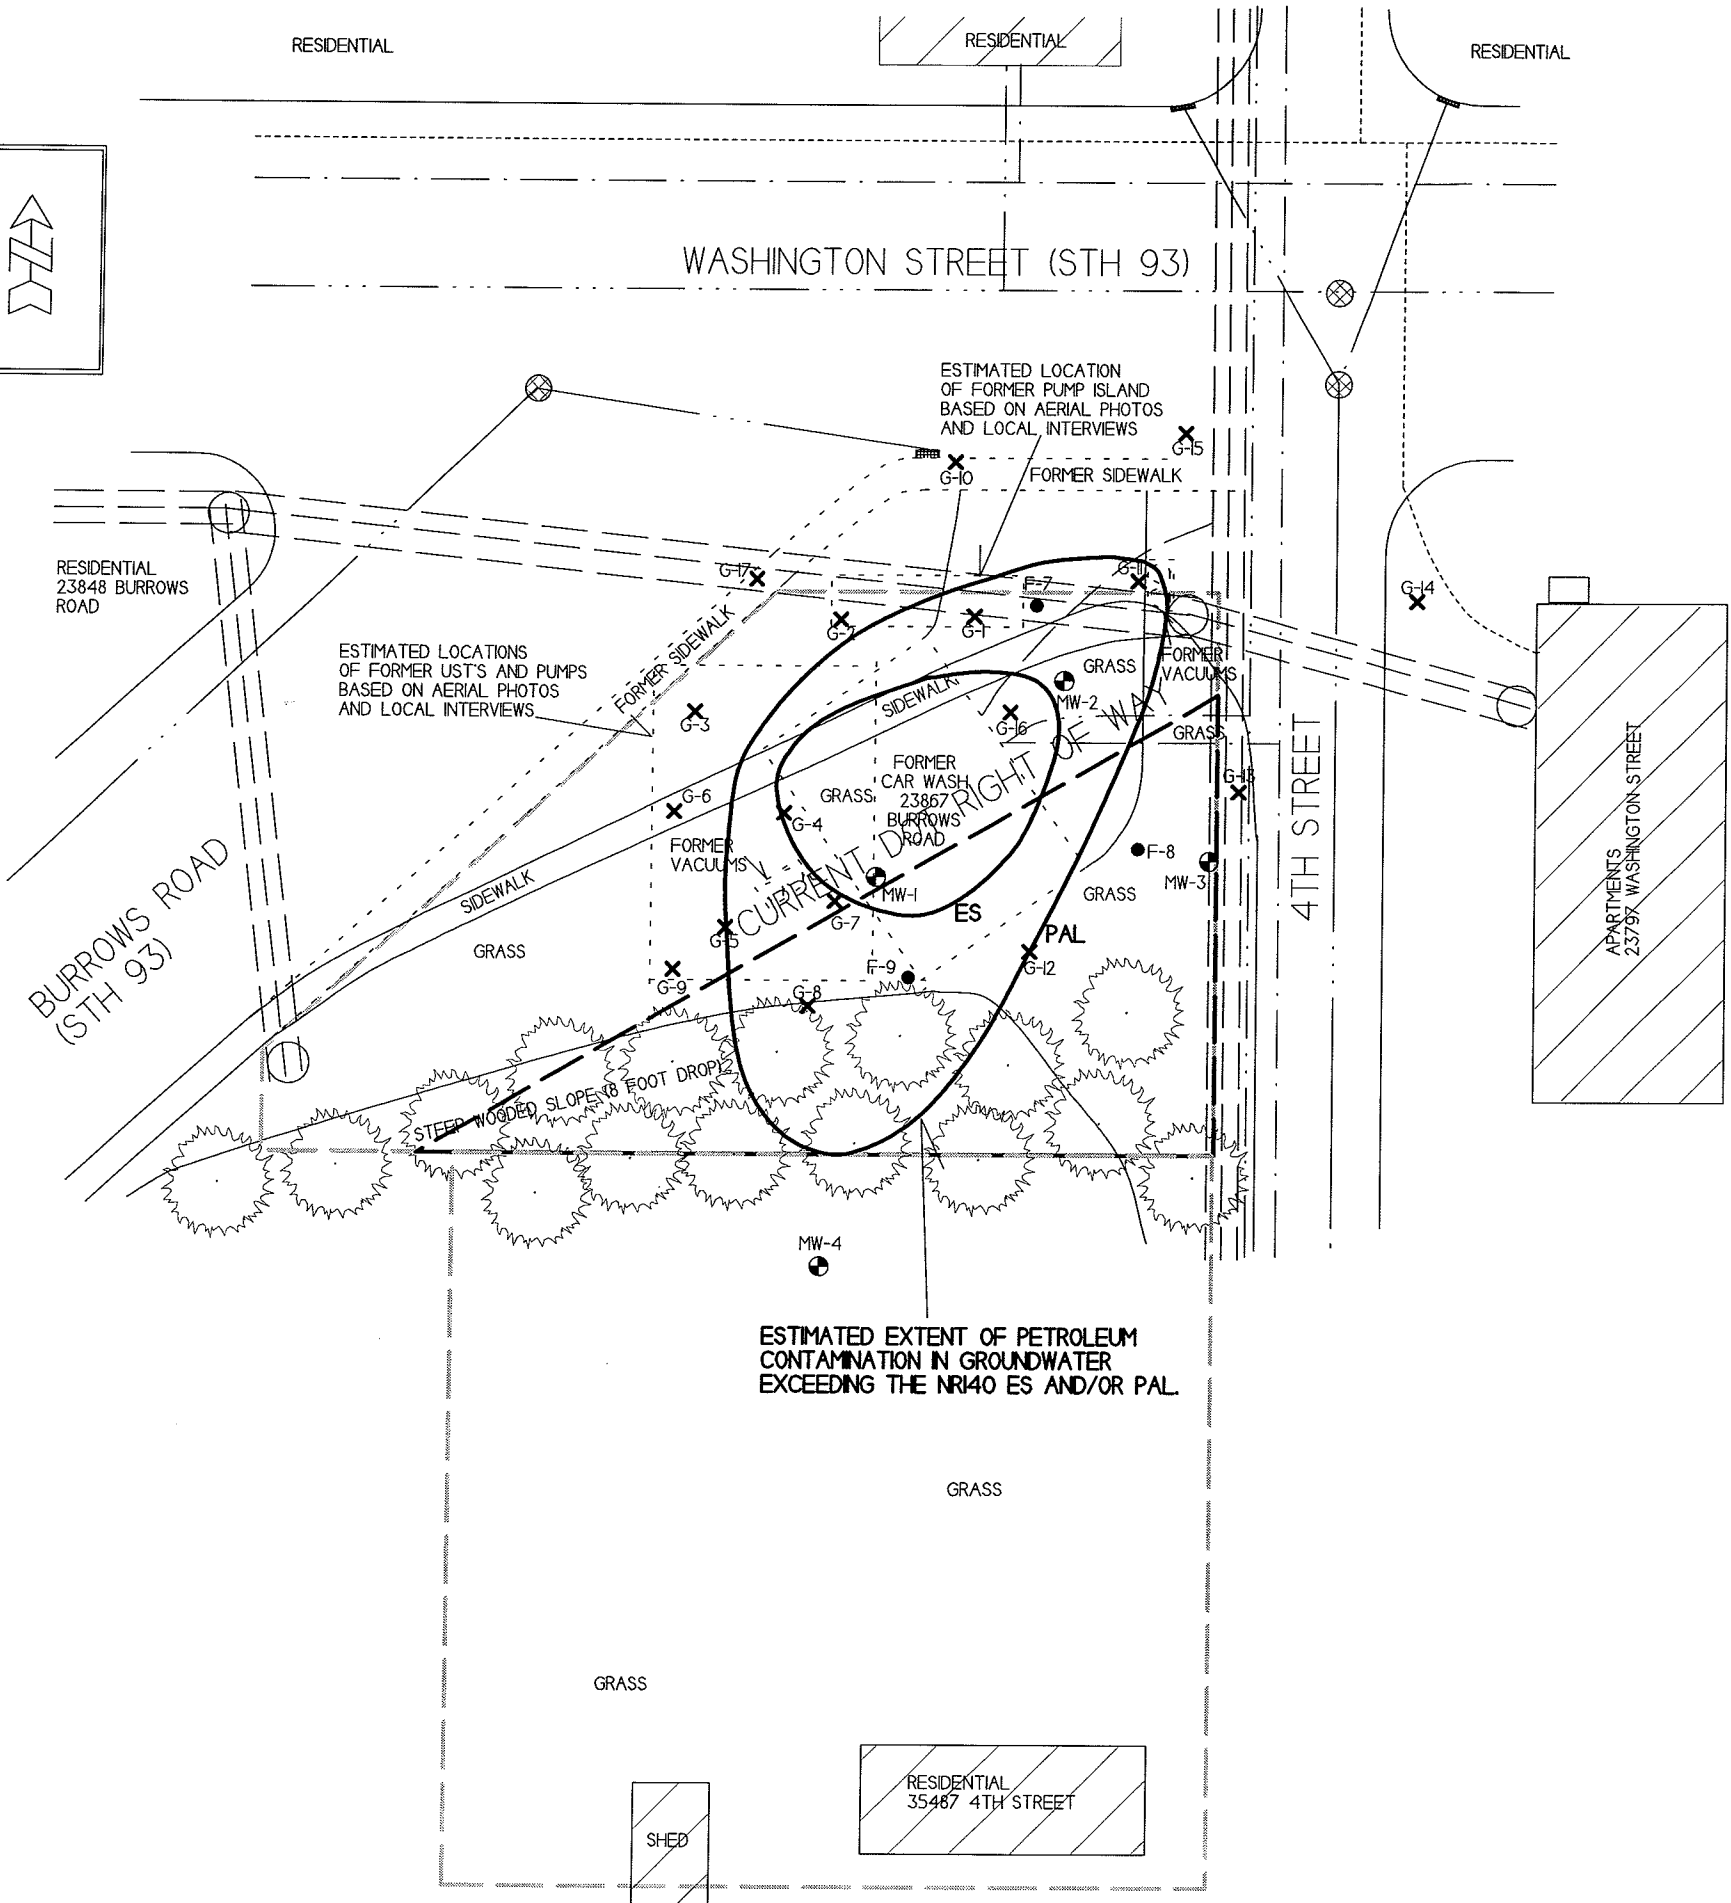 RESIDENTIAL
RESIDENTIAL
RESIDENTIAL
N
WASHINGTON STREET (STH 93)
ESTIMATED LOCATION
OF FORMER PUMP ISLAND
BASED ON AERIAL PHOTOS
AND LOCAL INTERVIEWS
G-15
G-10
FORMER SIDEWALK
RESIDENTIAL
23848 BURROWS
ROAD
G-17
G-11
F-7
G-14
G-2
G-1
ESTIMATED LOCATIONS
OF FORMER UST'S AND PUMPS
BASED ON AERIAL PHOTOS
AND LOCAL INTERVIEWS
FORMER SIDEWALK
GRASS
FORMER
VACUUMS
SIDEWALK
MW-2
G-3
G-16
GRASS
FORMER
CAR WASH
23867
BURROWS
ROAD
GRASS
G-13
G-6
G-4
FORMER
VACUUMS
CURRENT DOT RIGHT OF WAY
F-8
MW-3
4TH STREET
APARTMENTS
23797 WASHINGTON STREET
SIDEWALK
MW-1
GRASS
G-7
ES
G-5
PAL
BURROWS ROAD
(STH 93)
GRASS
G-9
F-9
G-12
G-8
STEEP WOODED SLOPE (8 FOOT DROP)
MW-4
ESTIMATED EXTENT OF PETROLEUM
CONTAMINATION IN GROUNDWATER
EXCEEDING THE NR140 ES AND/OR PAL.
GRASS
GRASS
RESIDENTIAL
35487 4TH STREET
SHED